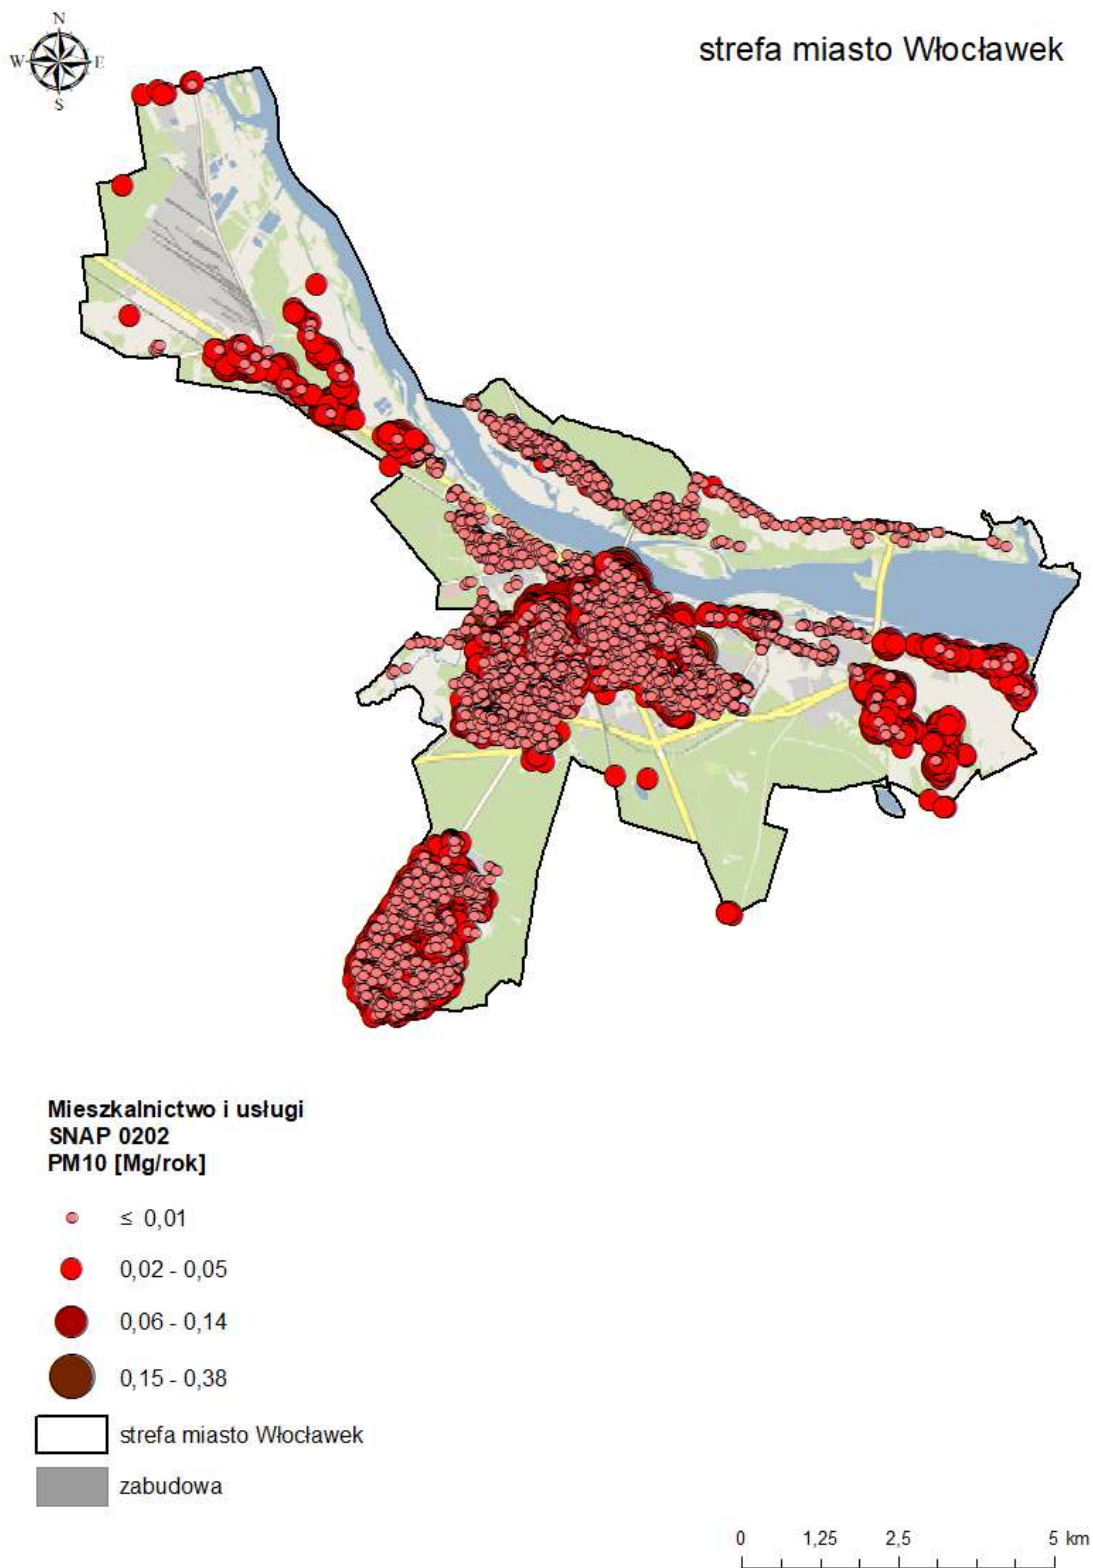 N
W E
S
strefa miasto Włocławek
Mieszkalnictwo i usługi
SNAP 0202
PM10 [Mg/rok]
≤ 0,01
0,02 - 0,05
0,06 - 0,14
0,15 - 0,38
strefa miasto Włocławek
zabudowa
0 1,25 2,5 5 km